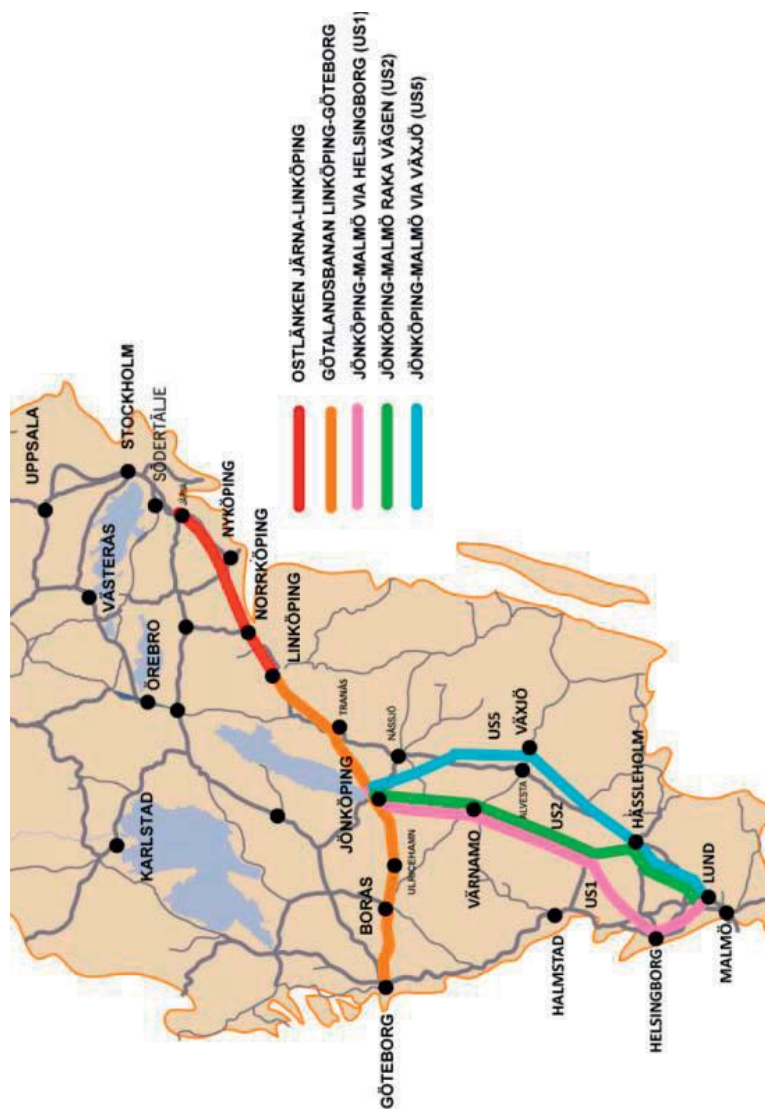 UPPSALA
STOCKHOLM
SÖDERTÄLJE
JÄRNA
VÄSTERÅS
NYKÖPING
ÖREBRO
NORRKÖPING
LINKÖPING
KARLSTAD
TRANÅS
NÄSSJÖ
JÖNKÖPING
ULRICEHAMN
BORÅS
GÖTEBORG
VÄRNAMO
US5
VÄXJÖ
ALVESTA
US2
HALMSTAD
US1
HÄSSLEHOLM
HELSINGBORG
LUND
MALMÖ
OSTLÄNKEN JÄRNA-LINKÖPING
GÖTALANDSBANAN LINKÖPING-GÖTEBORG
JÖNKÖPING-MALMÖ VIA HELSINGBORG (US1)
JÖNKÖPING-MALMÖ RAKA VÄGEN (US2)
JÖNKÖPING-MALMÖ VIA VÄXJÖ (US5)